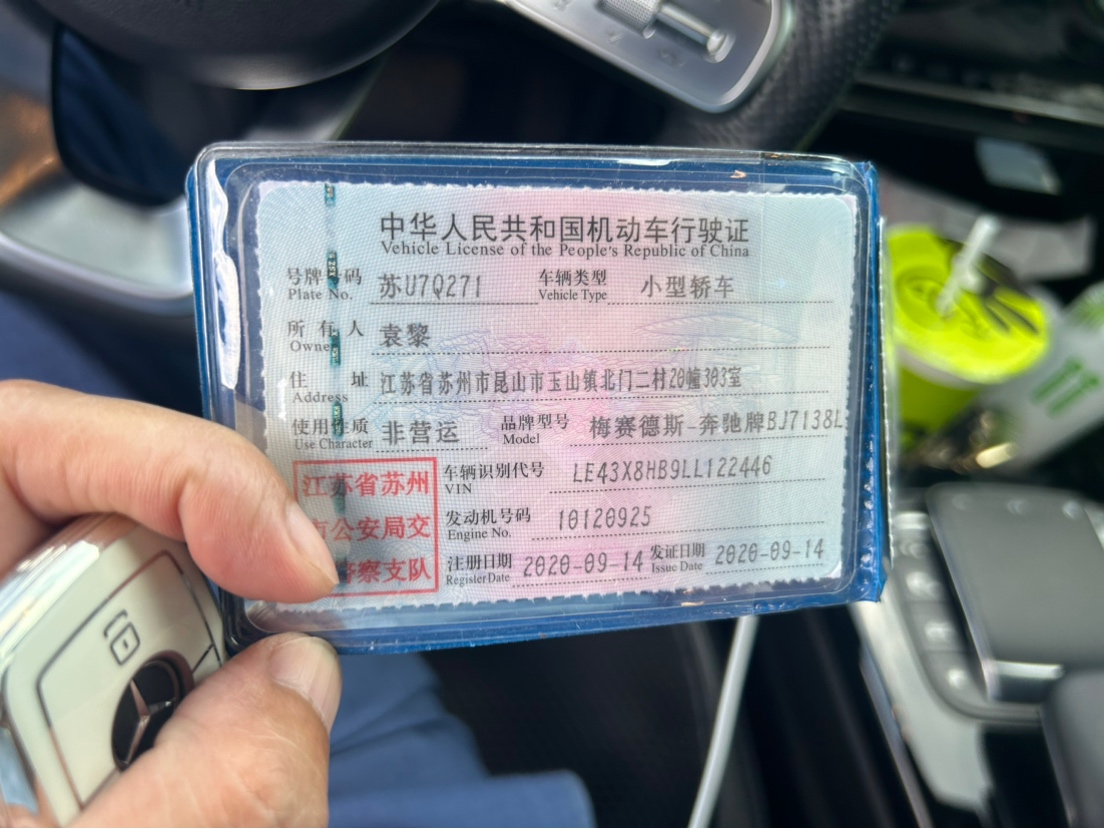 中华人民共和国机动车行驶证
Vehicle License of the People's Republic of China
号牌号码 苏U7Q271 车辆类型 小型轿车
Plate No. Vehicle Type
所有人 袁黎
Owner
住址 江苏省苏州市昆山市玉山镇北门二村20幢303室
Address
使用性质 非营运 品牌型号 梅赛德斯-奔驰牌BJ7138L
Use Character Model
江苏省苏州 车辆识别代号 LE43X8HB9LL122446
VIN
市公安局交 发动机号码 10120925
Engine No.
警察支队 注册日期 2020-09-14 发证日期 2020-09-14
Register Date Issue Date